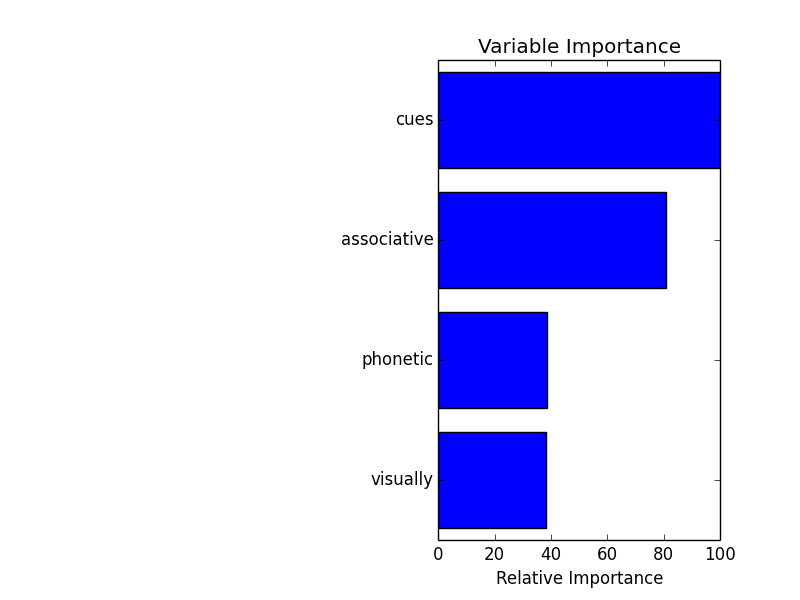 Variable Importance
cues
associative
phonetic
visually
0 20 40 60 80 100
Relative Importance